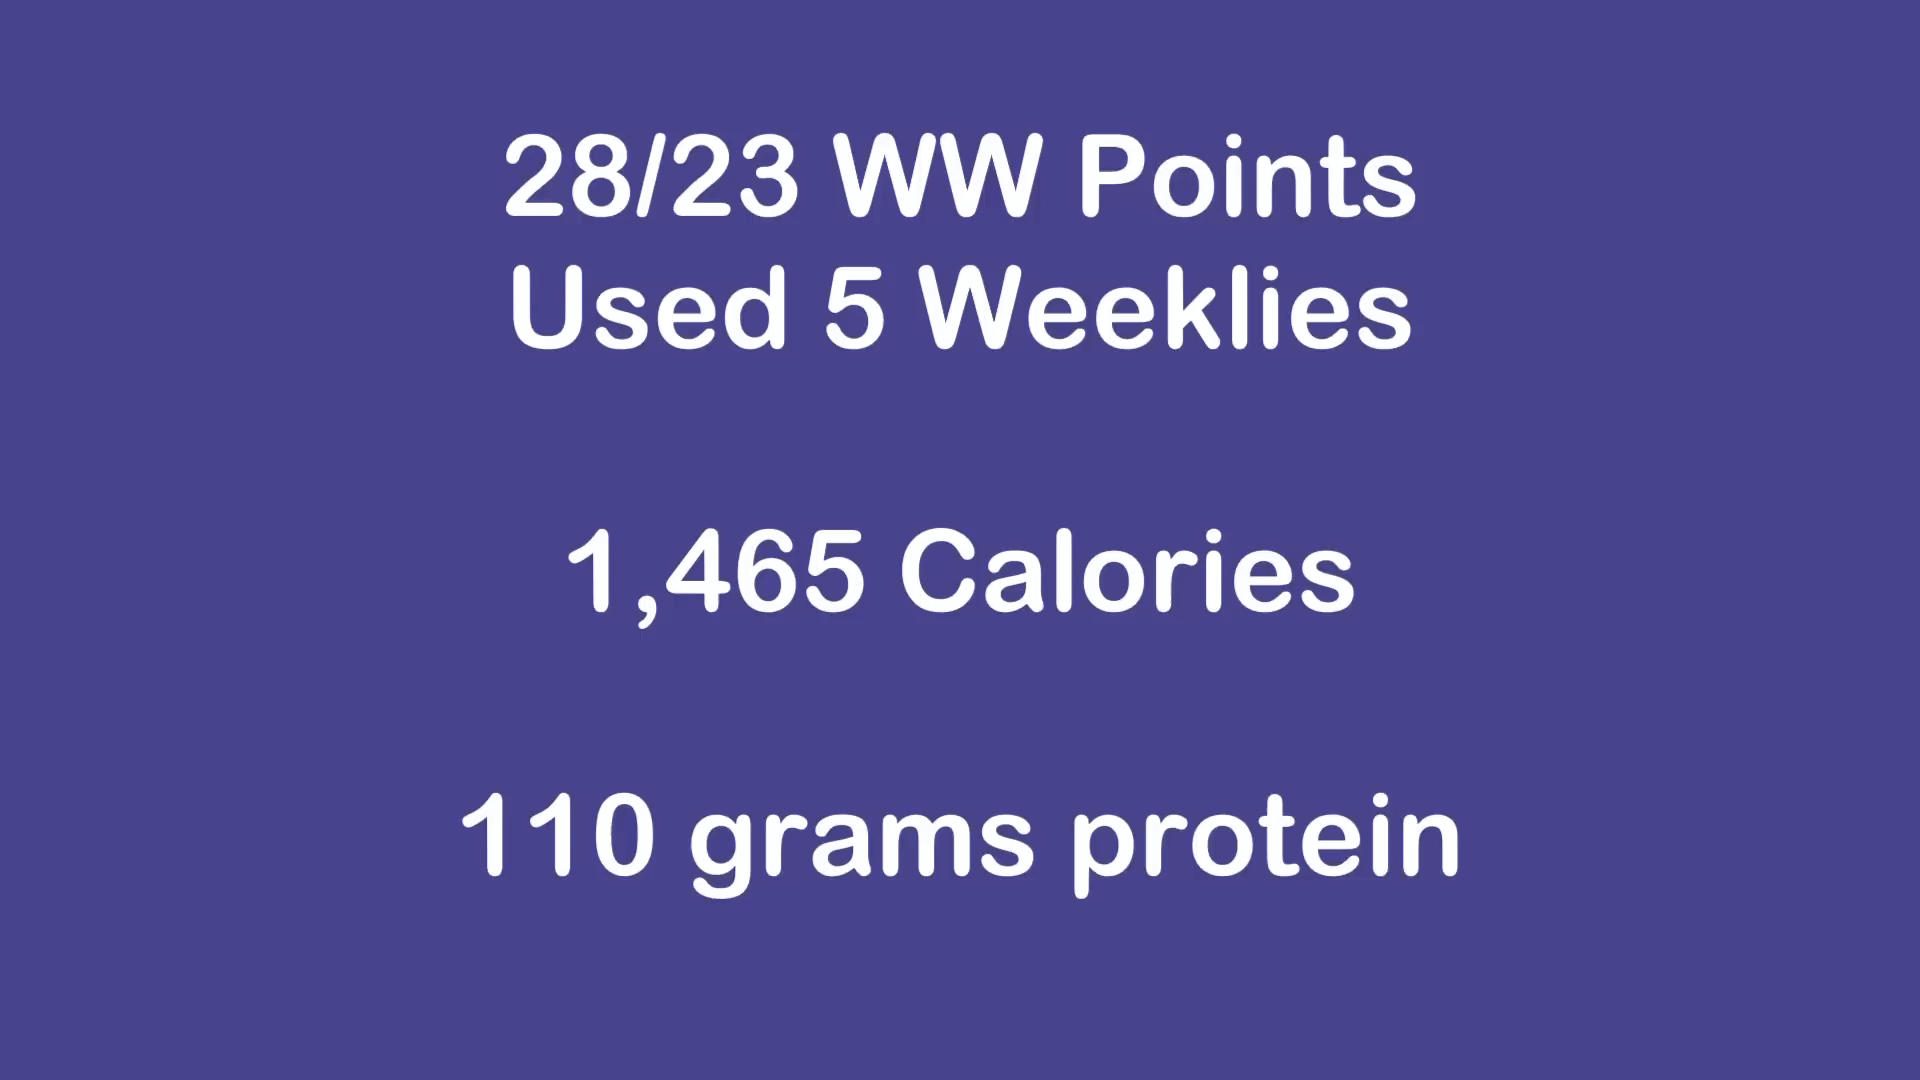 28/23 WW Points
Used 5 Weeklies
1,465 Calories
110 grams protein